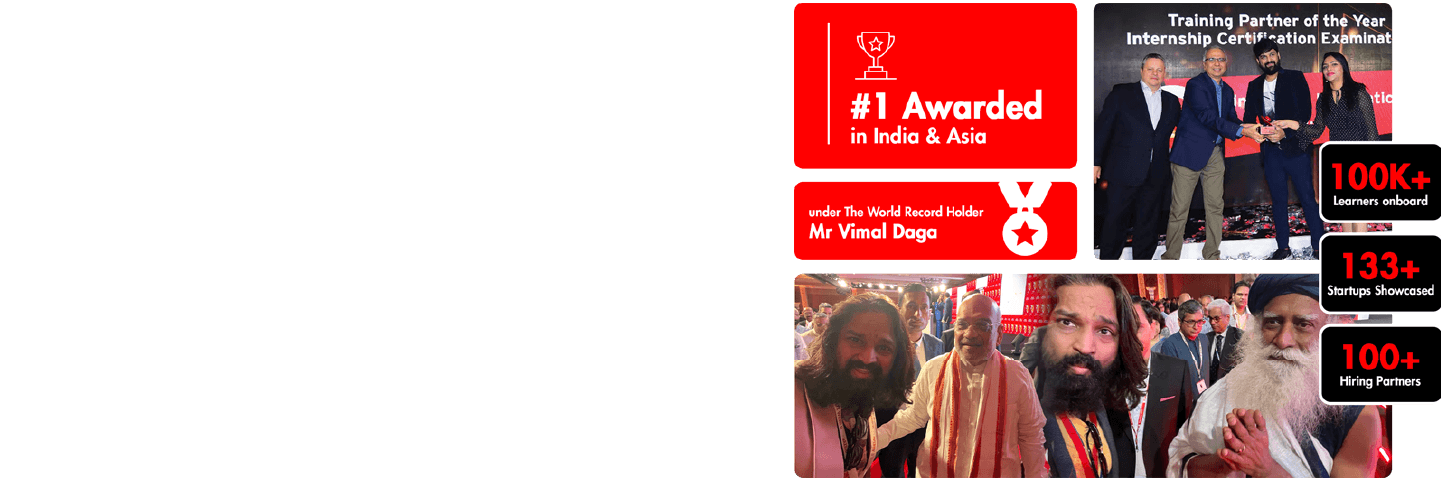 #1 Awarded
in India & Asia
under The World Record Holder
Mr Vimal Daga
Training Partner of the Year
Internship Certification Examinat
100K+
Learners onboard
133+
Startups Showcased
100+
Hiring Partners